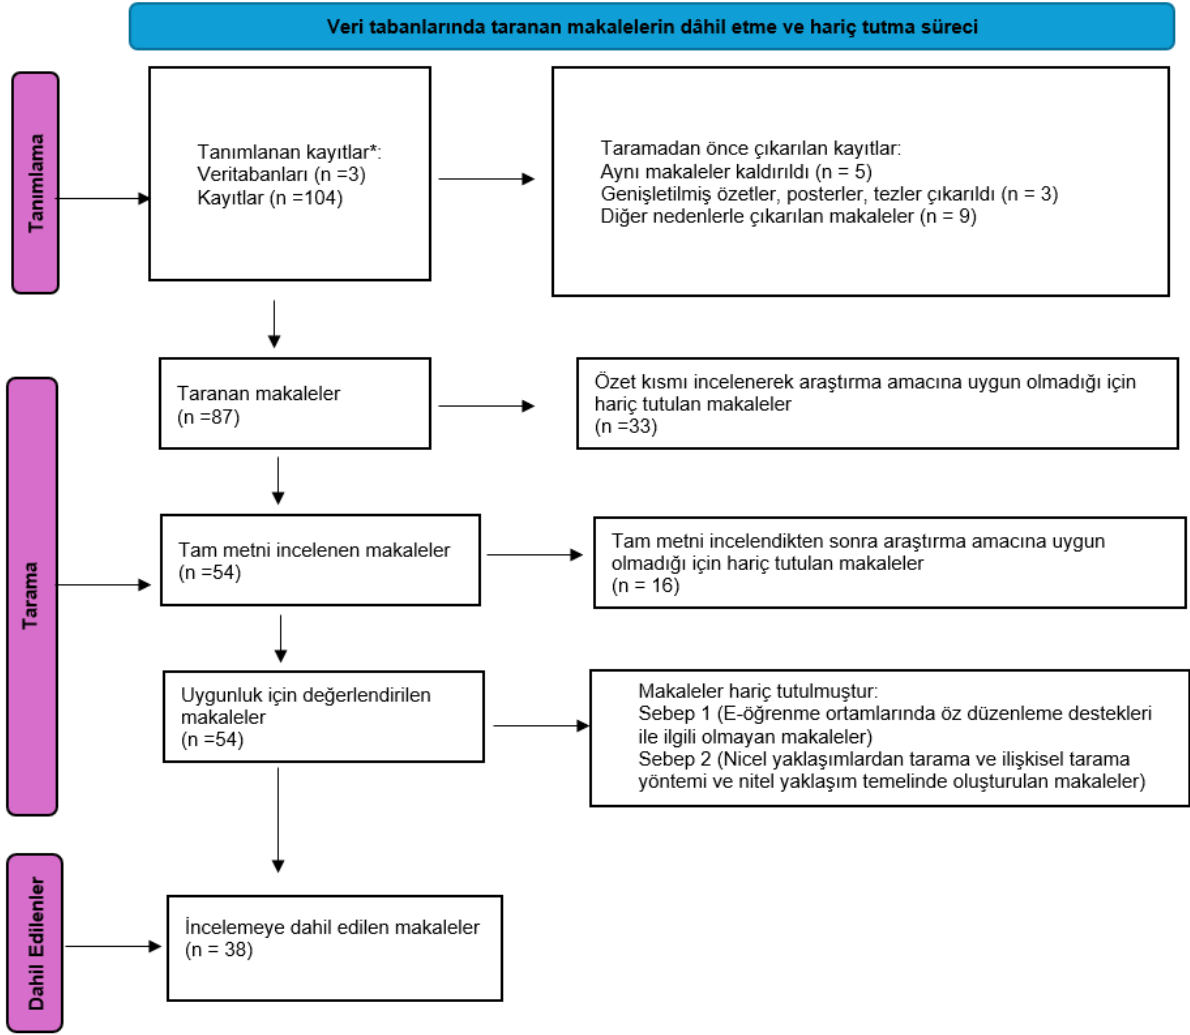 Veri tabanlarında taranan makalelerin dâhil etme ve hariç tutma süreci
Tanımlama
Tanımlanan kayıtlar*:
Veritabanları (n =3)
Kayıtlar (n =104)
Taramadan önce çıkarılan kayıtlar:
Aynı makaleler kaldırıldı (n = 5)
Genişletilmiş özetler, posterler, tezler çıkarıldı (n = 3)
Diğer nedenlerle çıkarılan makaleler (n = 9)
Tarama
Taranan makaleler
(n =87)
Özet kısmı incelenerek araştırma amacına uygun olmadığı için
hariç tutulan makaleler
(n =33)
Tam metni incelenen makaleler
(n =54)
Tam metni incelendikten sonra araştırma amacına uygun
olmadığı için hariç tutulan makaleler
(n = 16)
Uygunluk için değerlendirilen
makaleler
(n =54)
Makaleler hariç tutulmuştur:
Sebep 1 (E-öğrenme ortamlarında öz düzenleme destekleri
ile ilgili olmayan makaleler)
Sebep 2 (Nicel yaklaşımlardan tarama ve ilişkisel tarama
yöntemi ve nitel yaklaşım temelinde oluşturulan makaleler)
Dahil Edilenler
İncelemeye dahil edilen makaleler
(n = 38)